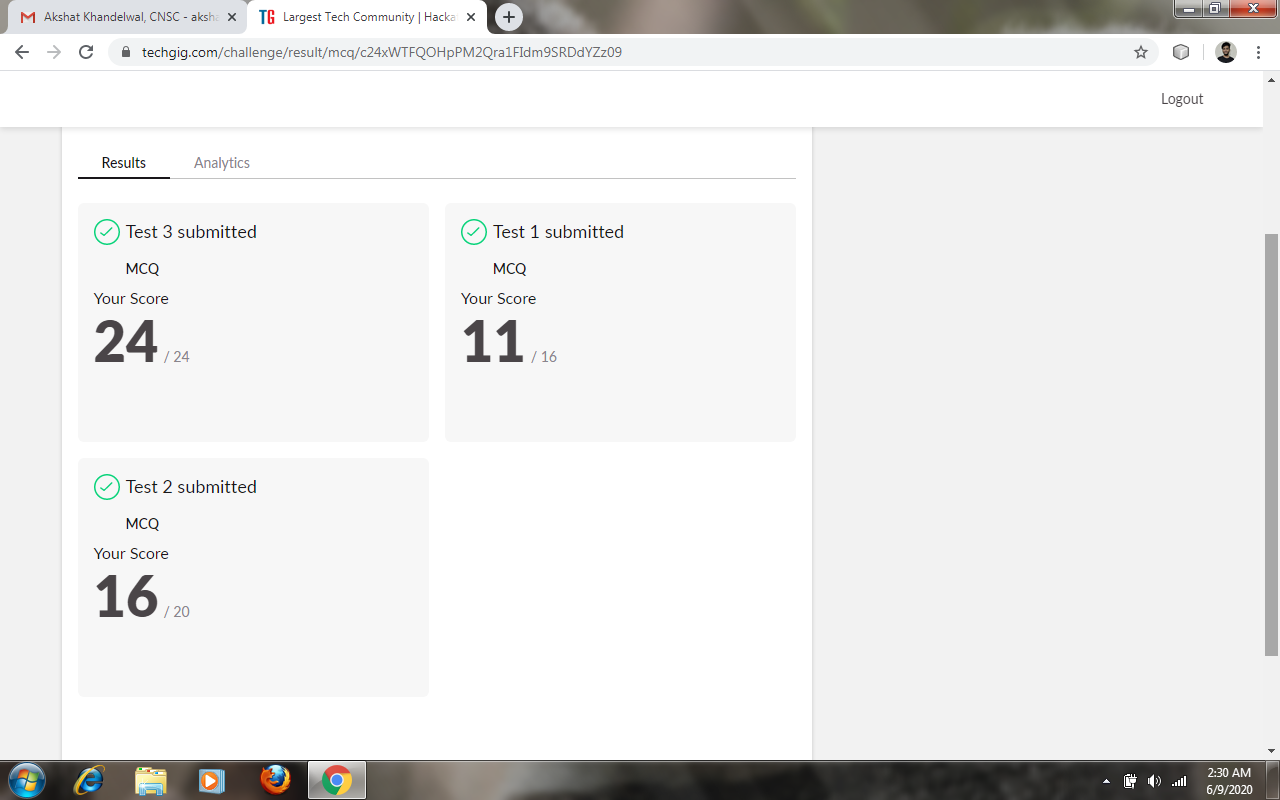 Akshat Khandelwal, CNSC - aksha
TG Largest Tech Community | Hacka
techgig.com/challenge/result/mcq/c24xWTFQOHpPM2Qra1FIdm9SRDdYZz09
Logout
Results Analytics
Test 3 submitted
MCQ
Your Score
24 / 24
Test 1 submitted
MCQ
Your Score
11 / 16
Test 2 submitted
MCQ
Your Score
16 / 20
2:30 AM
6/9/2020